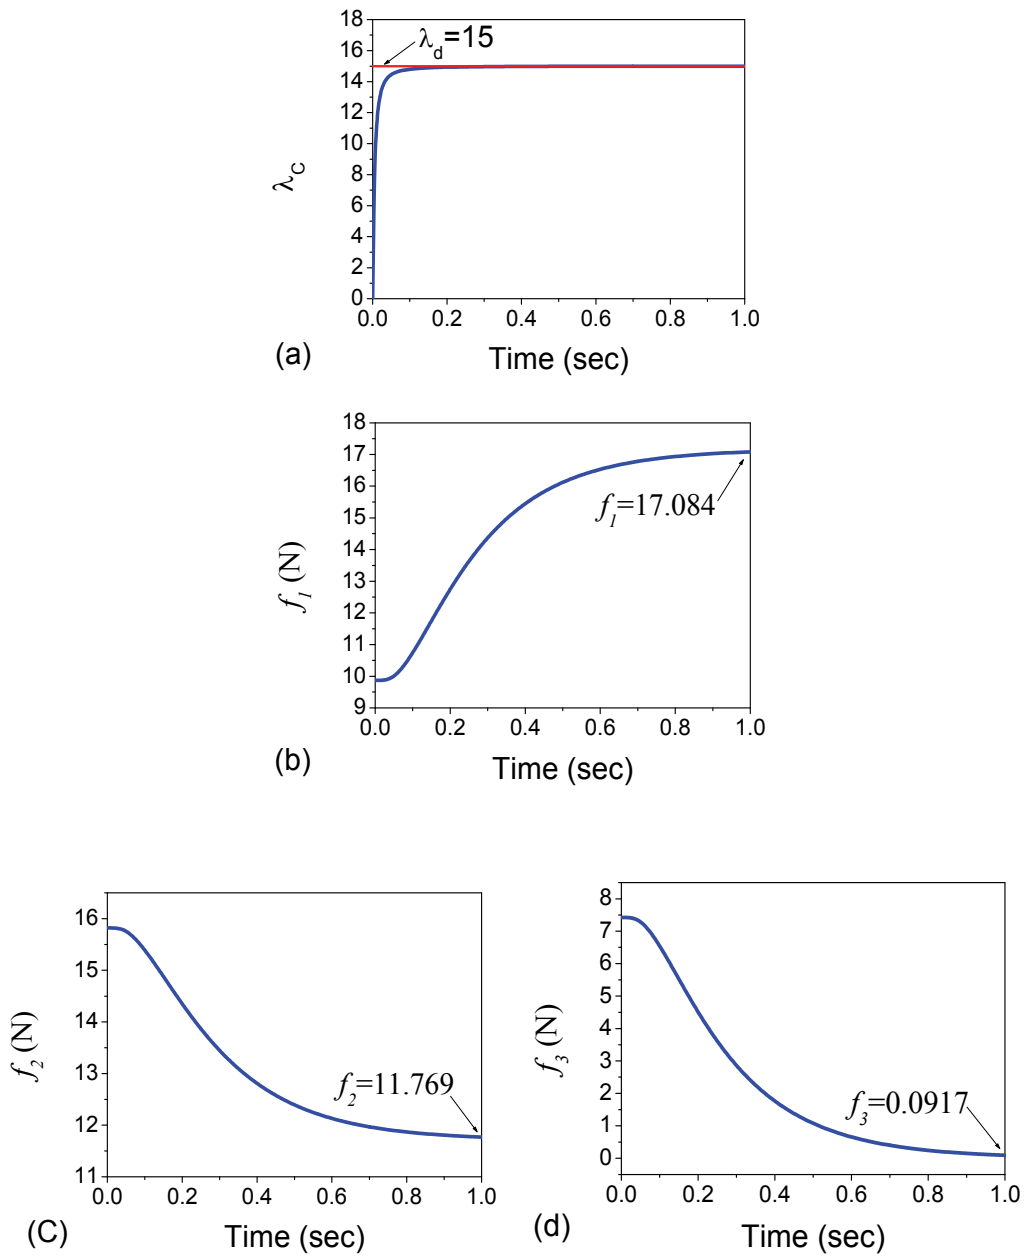 18
16
14
12
10
8
6
4
2
0
λd=15
λC
0.0 0.2 0.4 0.6 0.8 1.0
Time (sec)
(a)
18
17
16
15
14
13
12
11
10
9
f1=17.084
f1 (N)
0.0 0.2 0.4 0.6 0.8 1.0
Time (sec)
(b)
16
15
14
13
12
11
f2=11.769
f2 (N)
0.0 0.2 0.4 0.6 0.8 1.0
Time (sec)
(C)
8
7
6
5
4
3
2
1
0
f3=0.0917
f3 (N)
0.0 0.2 0.4 0.6 0.8 1.0
Time (sec)
(d)